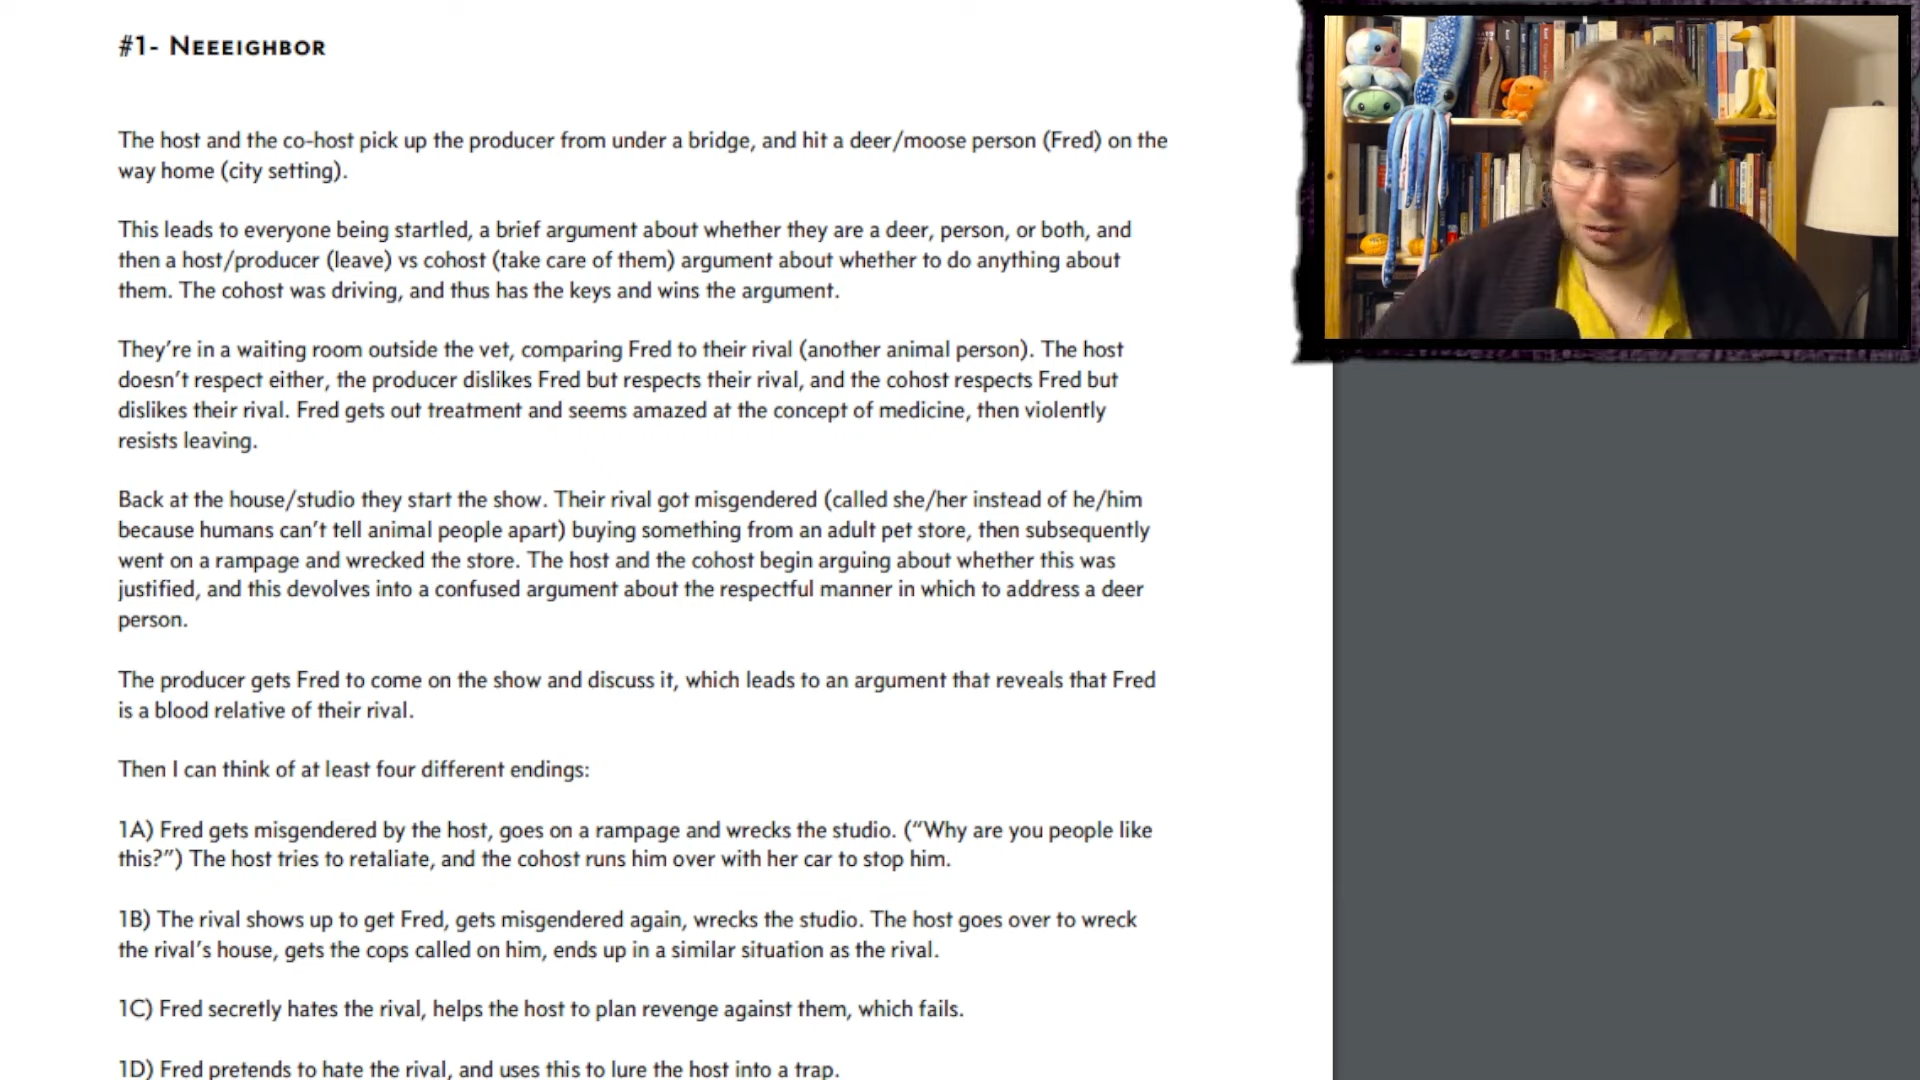 #1- Neeeighbor
The host and the co-host pick up the producer from under a bridge, and hit a deer/moose person (Fred) on the
way home (city setting).
This leads to everyone being startled, a brief argument about whether they are a deer, person, or both, and
then a host/producer (leave) vs cohost (take care of them) argument about whether to do anything about
them. The cohost was driving, and thus has the keys and wins the argument.
They’re in a waiting room outside the vet, comparing Fred to their rival (another animal person). The host
doesn’t respect either, the producer dislikes Fred but respects their rival, and the cohost respects Fred but
dislikes their rival. Fred gets out treatment and seems amazed at the concept of medicine, then violently
resists leaving.
Back at the house/studio they start the show. Their rival got misgendered (called she/her instead of he/him
because humans can’t tell animal people apart) buying something from an adult pet store, then subsequently
went on a rampage and wrecked the store. The host and the cohost begin arguing about whether this was
justified, and this devolves into a confused argument about the respectful manner in which to address a deer
person.
The producer gets Fred to come on the show and discuss it, which leads to an argument that reveals that Fred
is a blood relative of their rival.
Then I can think of at least four different endings:
1A) Fred gets misgendered by the host, goes on a rampage and wrecks the studio. (“Why are you people like
this?”) The host tries to retaliate, and the cohost runs him over with her car to stop him.
1B) The rival shows up to get Fred, gets misgendered again, wrecks the studio. The host goes over to wreck
the rival’s house, gets the cops called on him, ends up in a similar situation as the rival.
1C) Fred secretly hates the rival, helps the host to plan revenge against them, which fails.
1D) Fred pretends to hate the rival, and uses this to lure the host into a trap.